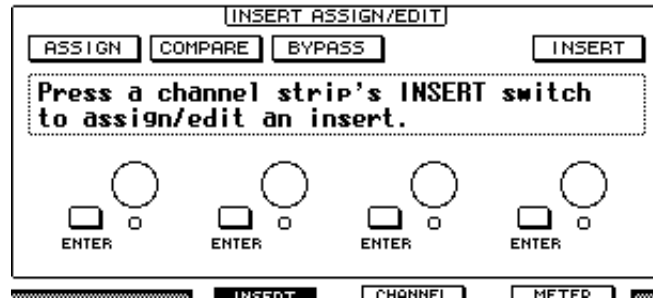 INSERT ASSIGN/EDIT
ASSIGN COMPARE BYPASS INSERT
Press a channel strip's INSERT switch
to assign/edit an insert.
ENTER ENTER ENTER ENTER
INSERT CHANNEL METER